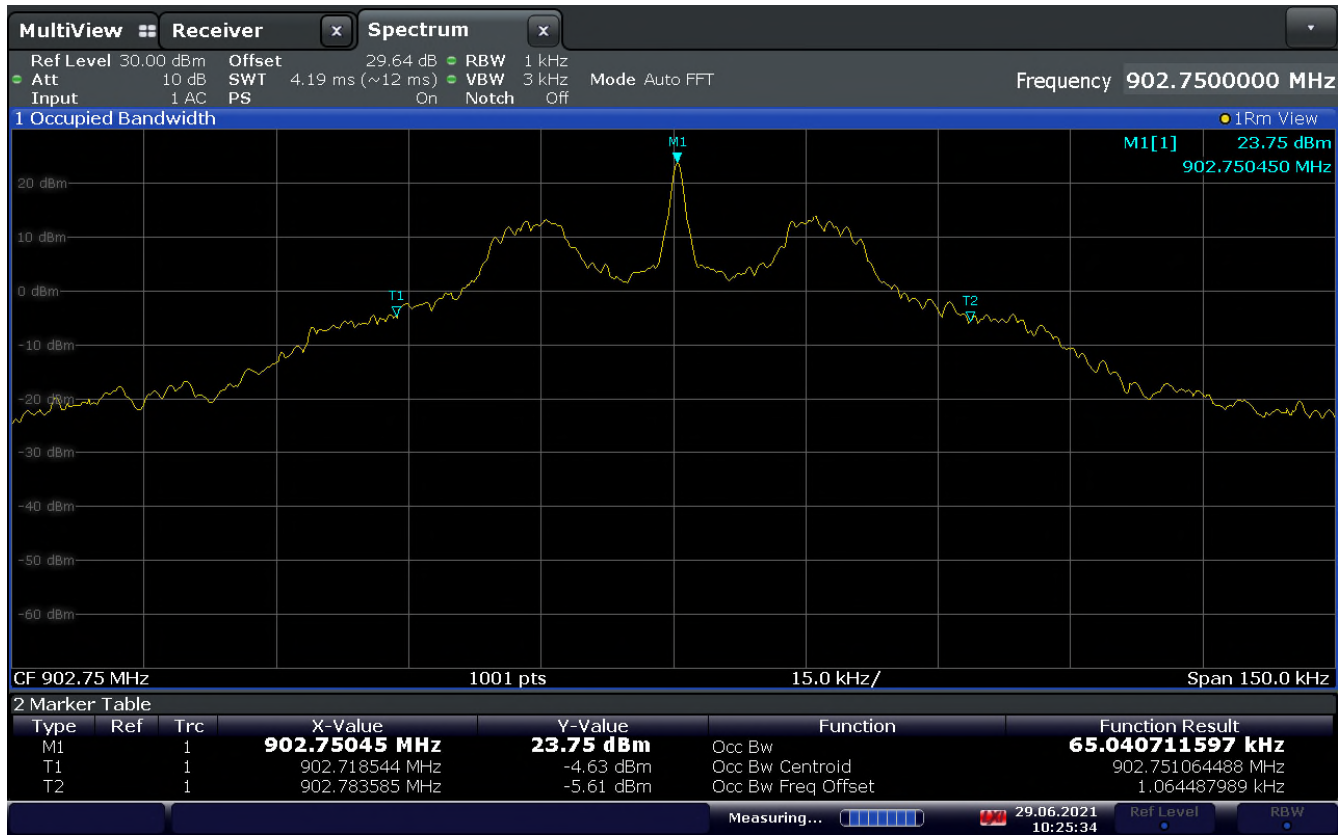 MultiView Receiver x Spectrum x
Ref Level 30.00 dBm Offset 29.64 dB RBW 1 kHz
Att 10 dB SWT 4.19 ms (~12 ms) VBW 3 kHz Mode Auto FFT
Input 1 AC PS On Notch Off
Frequency 902.7500000 MHz
1 Occupied Bandwidth 1Rm View
M1[1] 23.75 dBm
902.750450 MHz
M1
20 dBm
10 dBm
0 dBm
T1
T2
-10 dBm
-20 dBm
-30 dBm
-40 dBm
-50 dBm
-60 dBm
CF 902.75 MHz 1001 pts 15.0 kHz/ Span 150.0 kHz
2 Marker Table
Type Ref Trc X-Value Y-Value Function Function Result
M1 1 902.75045 MHz 23.75 dBm Occ Bw 65.040711597 kHz
T1 1 902.718544 MHz -4.63 dBm Occ Bw Centroid 902.751064488 MHz
T2 1 902.783585 MHz -5.61 dBm Occ Bw Freq Offset 1.064487989 kHz
Measuring... 29.06.2021 Ref Level RBW
10:25:34